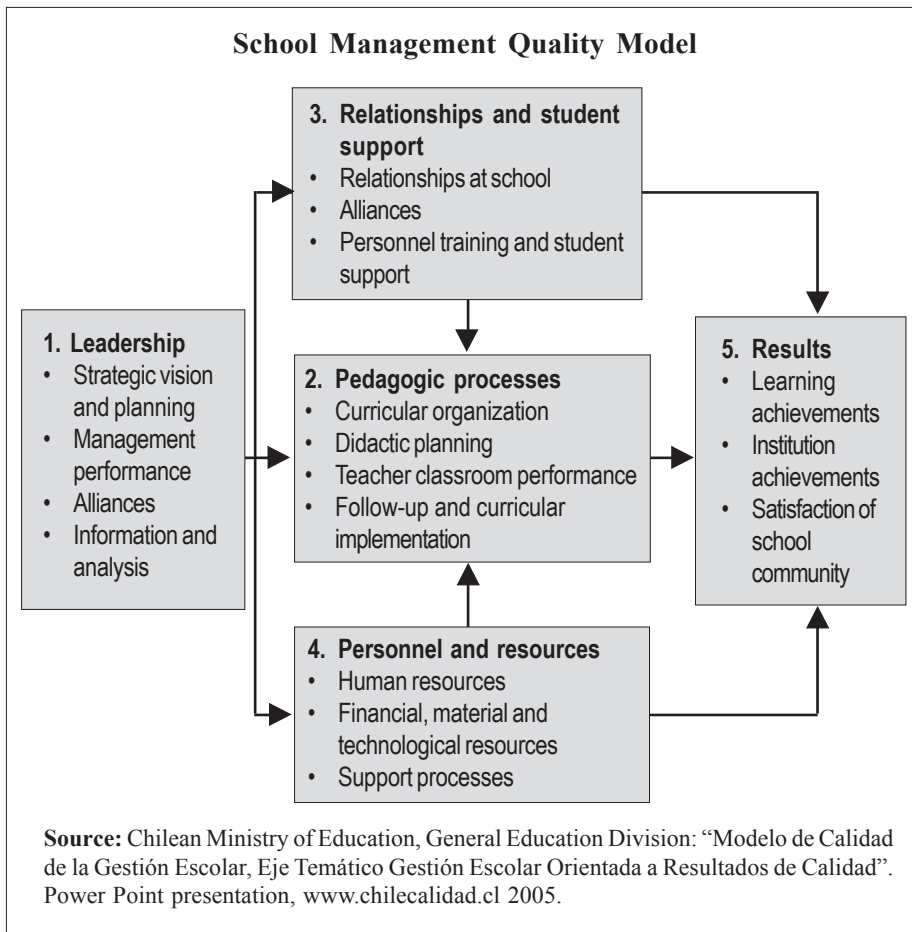 School Management Quality Model
3. Relationships and student
support
• Relationships at school
• Alliances
• Personnel training and student
support
1. Leadership
• Strategic vision
and planning
• Management
performance
• Alliances
• Information and
analysis
2. Pedagogic processes
• Curricular organization
• Didactic planning
• Teacher classroom performance
• Follow-up and curricular
implementation
5. Results
• Learning
achievements
• Institution
achievements
• Satisfaction of
school
community
4. Personnel and resources
• Human resources
• Financial, material and
technological resources
• Support processes
Source: Chilean Ministry of Education, General Education Division: “Modelo de Calidad
de la Gestión Escolar, Eje Temático Gestión Escolar Orientada a Resultados de Calidad”.
Power Point presentation, www.chilecalidad.cl 2005.